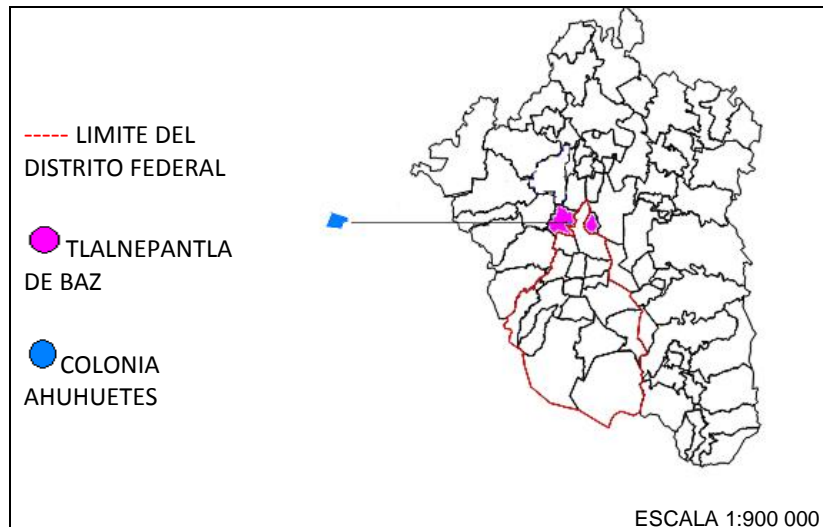 ----- LIMITE DEL
DISTRITO FEDERAL
TLALNEPANTLA
DE BAZ
COLONIA
AHUHUETES
ESCALA 1:900 000